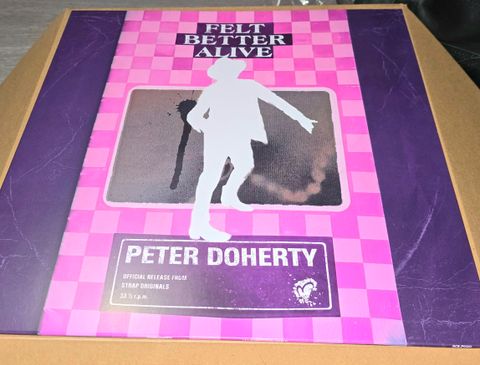 FELT
BETTER
ALIVE
PETER DOHERTY
OFFICIAL RELEASE FROM
STRAP ORIGINALS
33 ⅓ r.p.m.